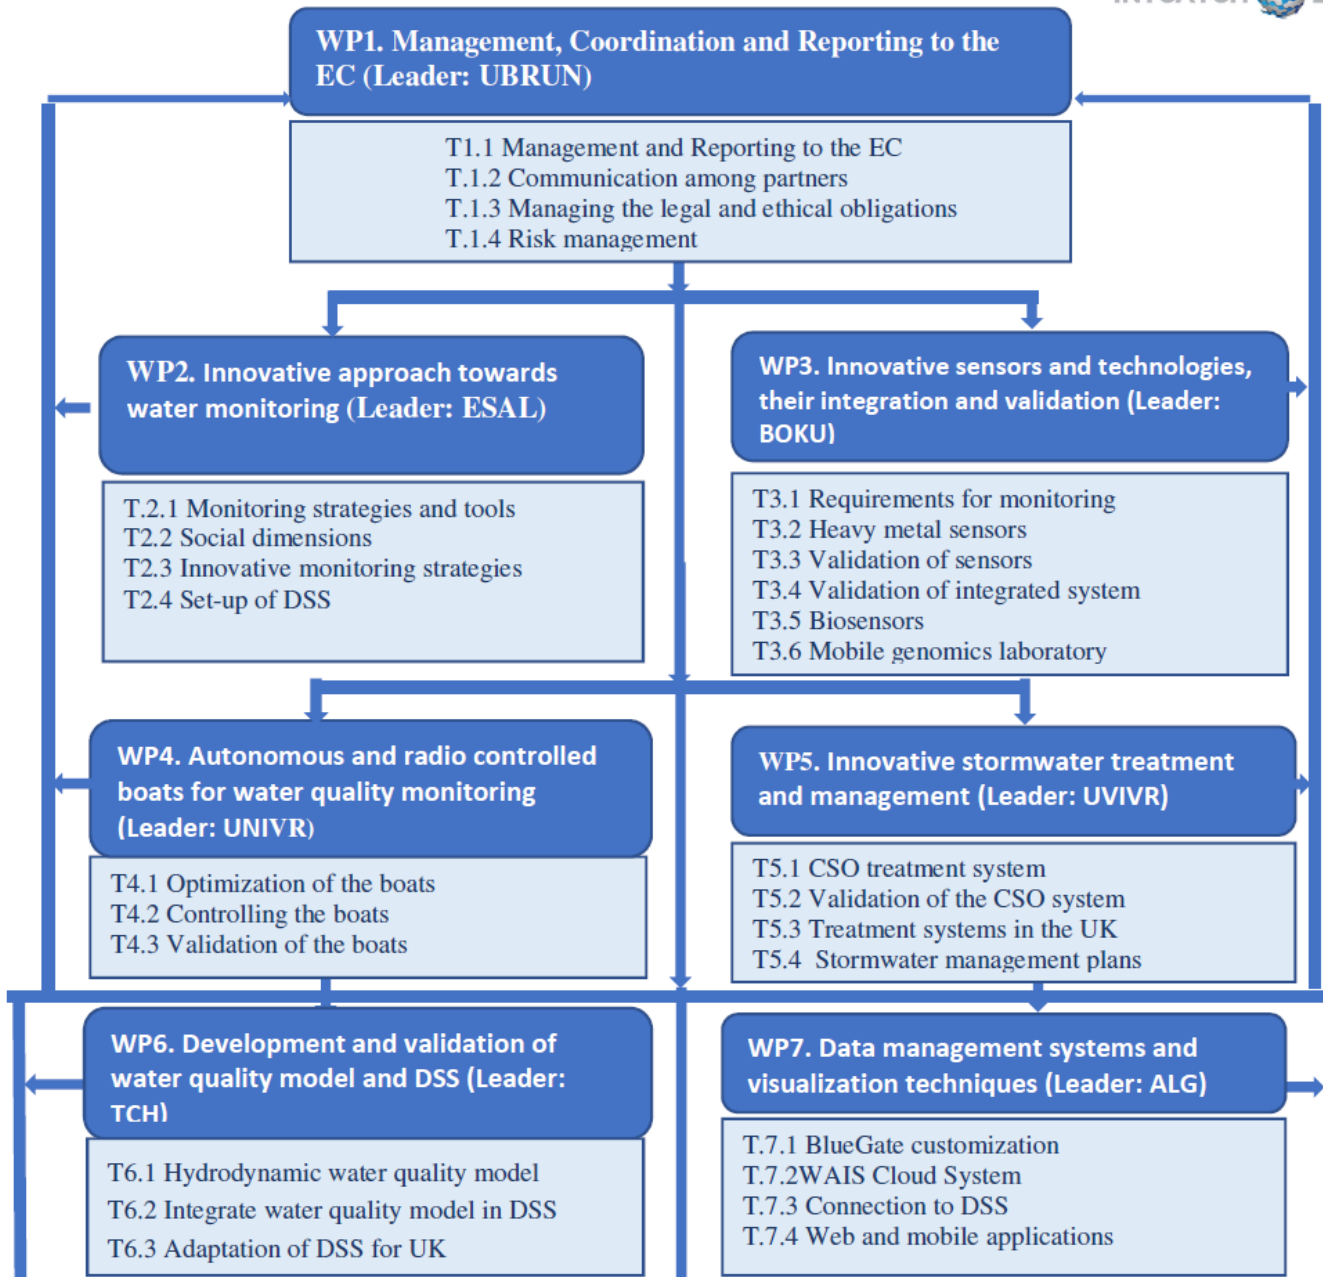 WP1. Management, Coordination and Reporting to the
EC (Leader: UBRUN)
T1.1 Management and Reporting to the EC
T.1.2 Communication among partners
T.1.3 Managing the legal and ethical obligations
T.1.4 Risk management
WP2. Innovative approach towards
water monitoring (Leader: ESAL)
T.2.1 Monitoring strategies and tools
T2.2 Social dimensions
T2.3 Innovative monitoring strategies
T2.4 Set-up of DSS
WP3. Innovative sensors and technologies,
their integration and validation (Leader:
BOKU)
T3.1 Requirements for monitoring
T3.2 Heavy metal sensors
T3.3 Validation of sensors
T3.4 Validation of integrated system
T3.5 Biosensors
T3.6 Mobile genomics laboratory
WP4. Autonomous and radio controlled
boats for water quality monitoring
(Leader: UNIVR)
T4.1 Optimization of the boats
T4.2 Controlling the boats
T4.3 Validation of the boats
WP5. Innovative stormwater treatment
and management (Leader: UVIVR)
T5.1 CSO treatment system
T5.2 Validation of the CSO system
T5.3 Treatment systems in the UK
T5.4 Stormwater management plans
WP6. Development and validation of
water quality model and DSS (Leader:
TCH)
T6.1 Hydrodynamic water quality model
T6.2 Integrate water quality model in DSS
T6.3 Adaptation of DSS for UK
WP7. Data management systems and
visualization techniques (Leader: ALG)
T.7.1 BlueGate customization
T.7.2WAIS Cloud System
T.7.3 Connection to DSS
T.7.4 Web and mobile applications